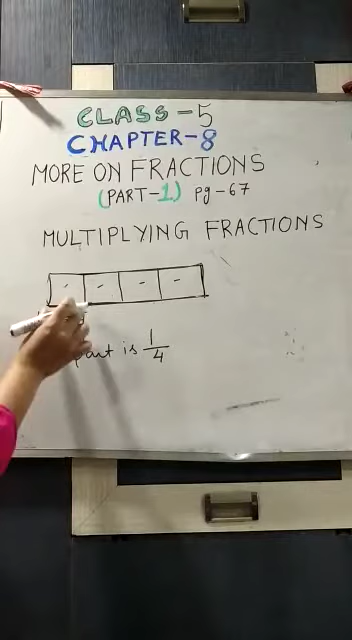 CLASS-5
CHAPTER-8
MORE ON FRACTIONS
(PART-1) pg-67
MULTIPLYING FRACTIONS
part is 1/4